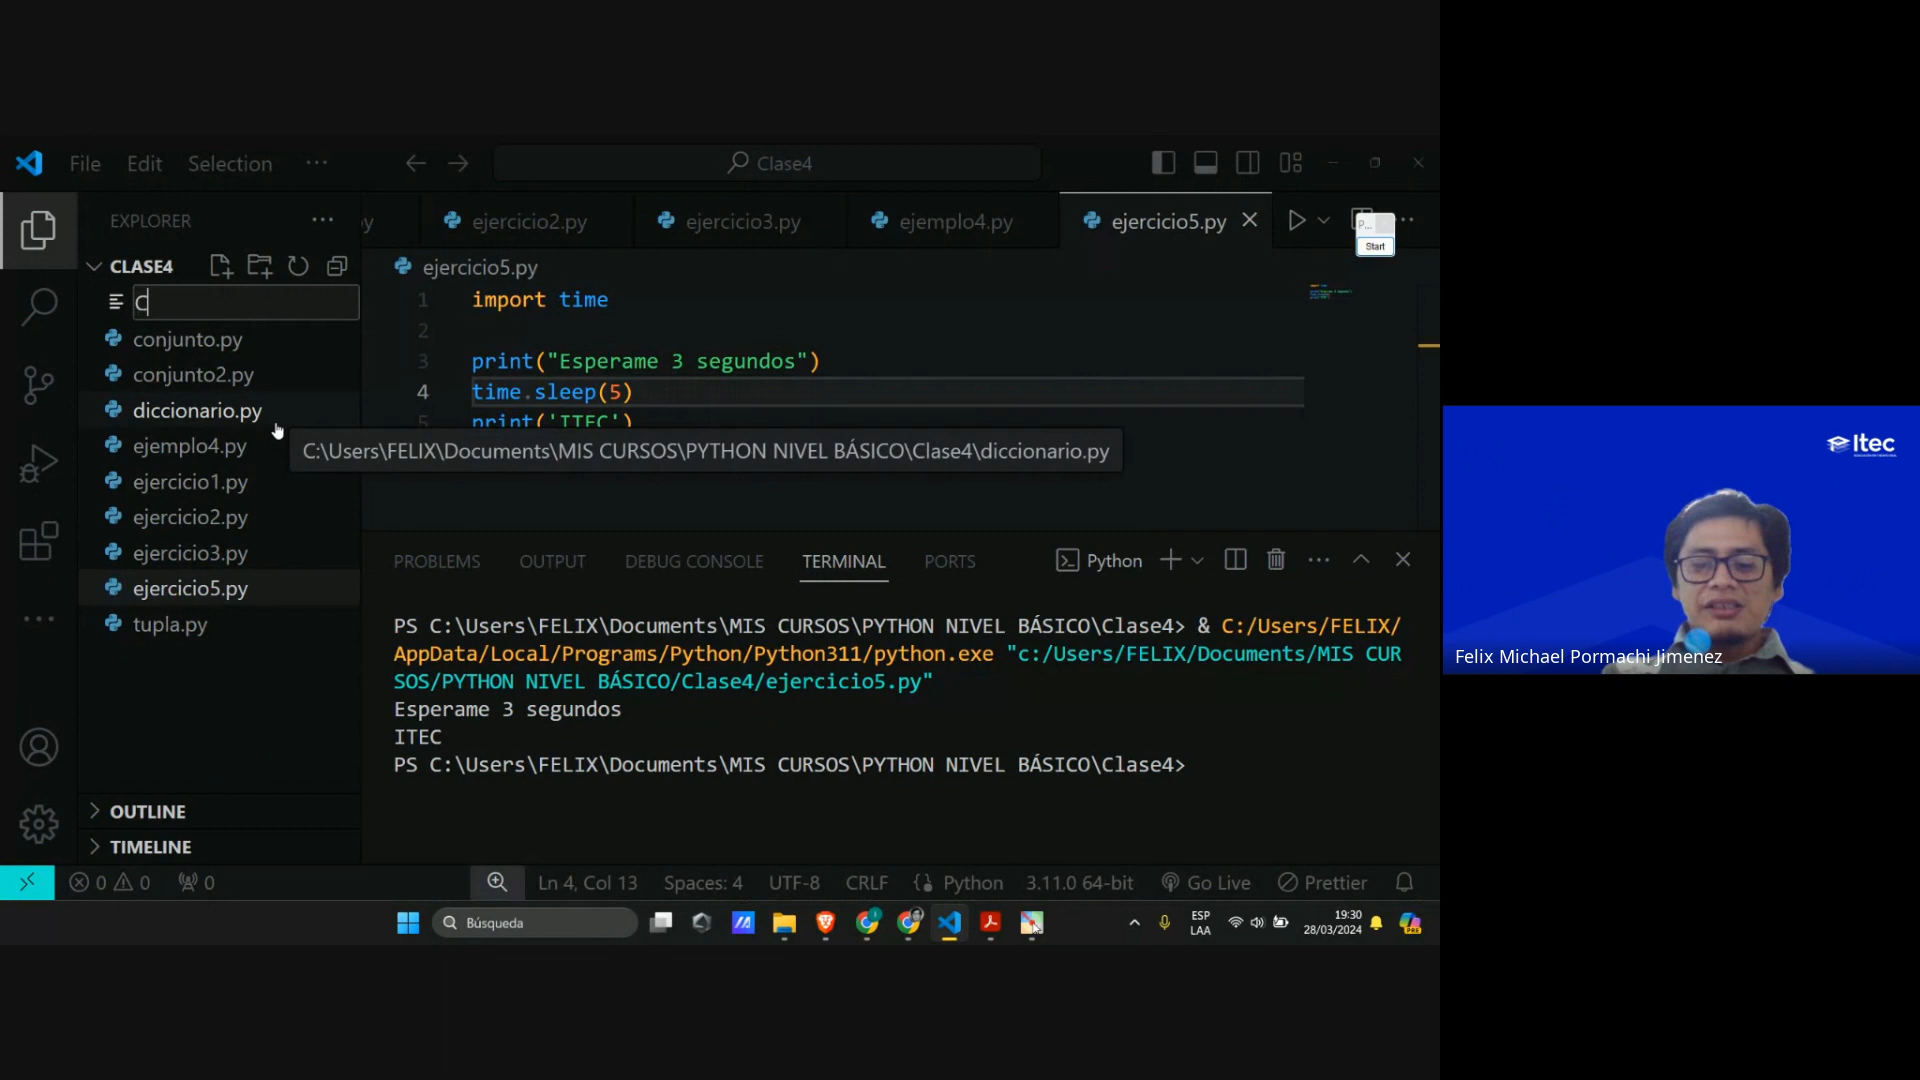 File Edit Selection ···
Clase4
EXPLORER
CLASE4
C
conjunto.py
conjunto2.py
diccionario.py
ejemplo4.py
ejercicio1.py
ejercicio2.py
ejercicio3.py
ejercicio5.py
tupla.py
OUTLINE
TIMELINE
y ejercicio2.py ejercicio3.py ejemplo4.py ejercicio5.py
P...
Start
ejercicio5.py
1 import time
2
3 print("Esperame 3 segundos")
4 time.sleep(5)
5 print('ITEC')
C:\Users\FELIX\Documents\MIS CURSOS\PYTHON NIVEL BÁSICO\Clase4\diccionario.py
PROBLEMS OUTPUT DEBUG CONSOLE TERMINAL PORTS Python
PS C:\Users\FELIX\Documents\MIS CURSOS\PYTHON NIVEL BÁSICO\Clase4> & C:/Users/FELIX/
AppData/Local/Programs/Python/Python311/python.exe "c:/Users/FELIX/Documents/MIS CUR
SOS/PYTHON NIVEL BÁSICO/Clase4/ejercicio5.py"
Esperame 3 segundos
ITEC
PS C:\Users\FELIX\Documents\MIS CURSOS\PYTHON NIVEL BÁSICO\Clase4>
0 0 0 Ln 4, Col 13 Spaces: 4 UTF-8 CRLF Python 3.11.0 64-bit Go Live Prettier
Búsqueda
ESP
LAA
19:30
28/03/2024
PRE
Itec
Felix Michael Pormachi Jimenez